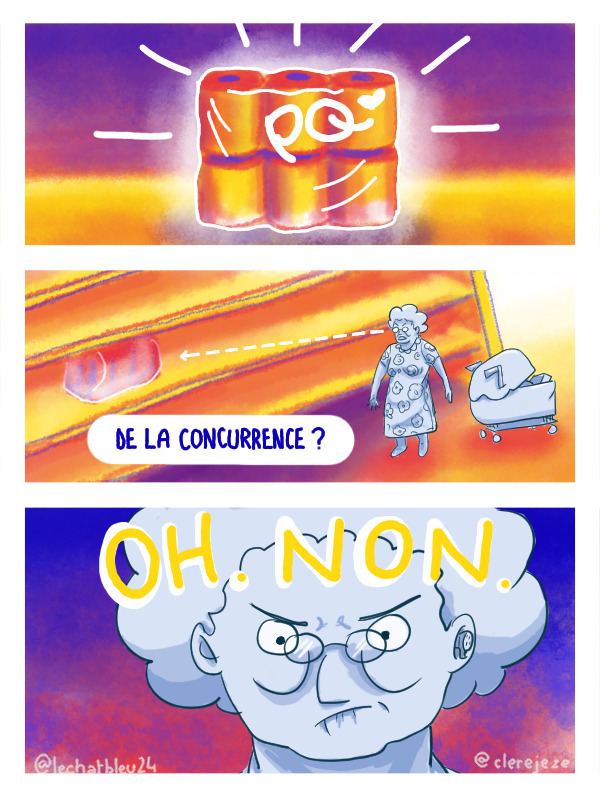 PQ
DE LA CONCURRENCE ?
OH. NON.
@lechatbleu24
@clerejeze